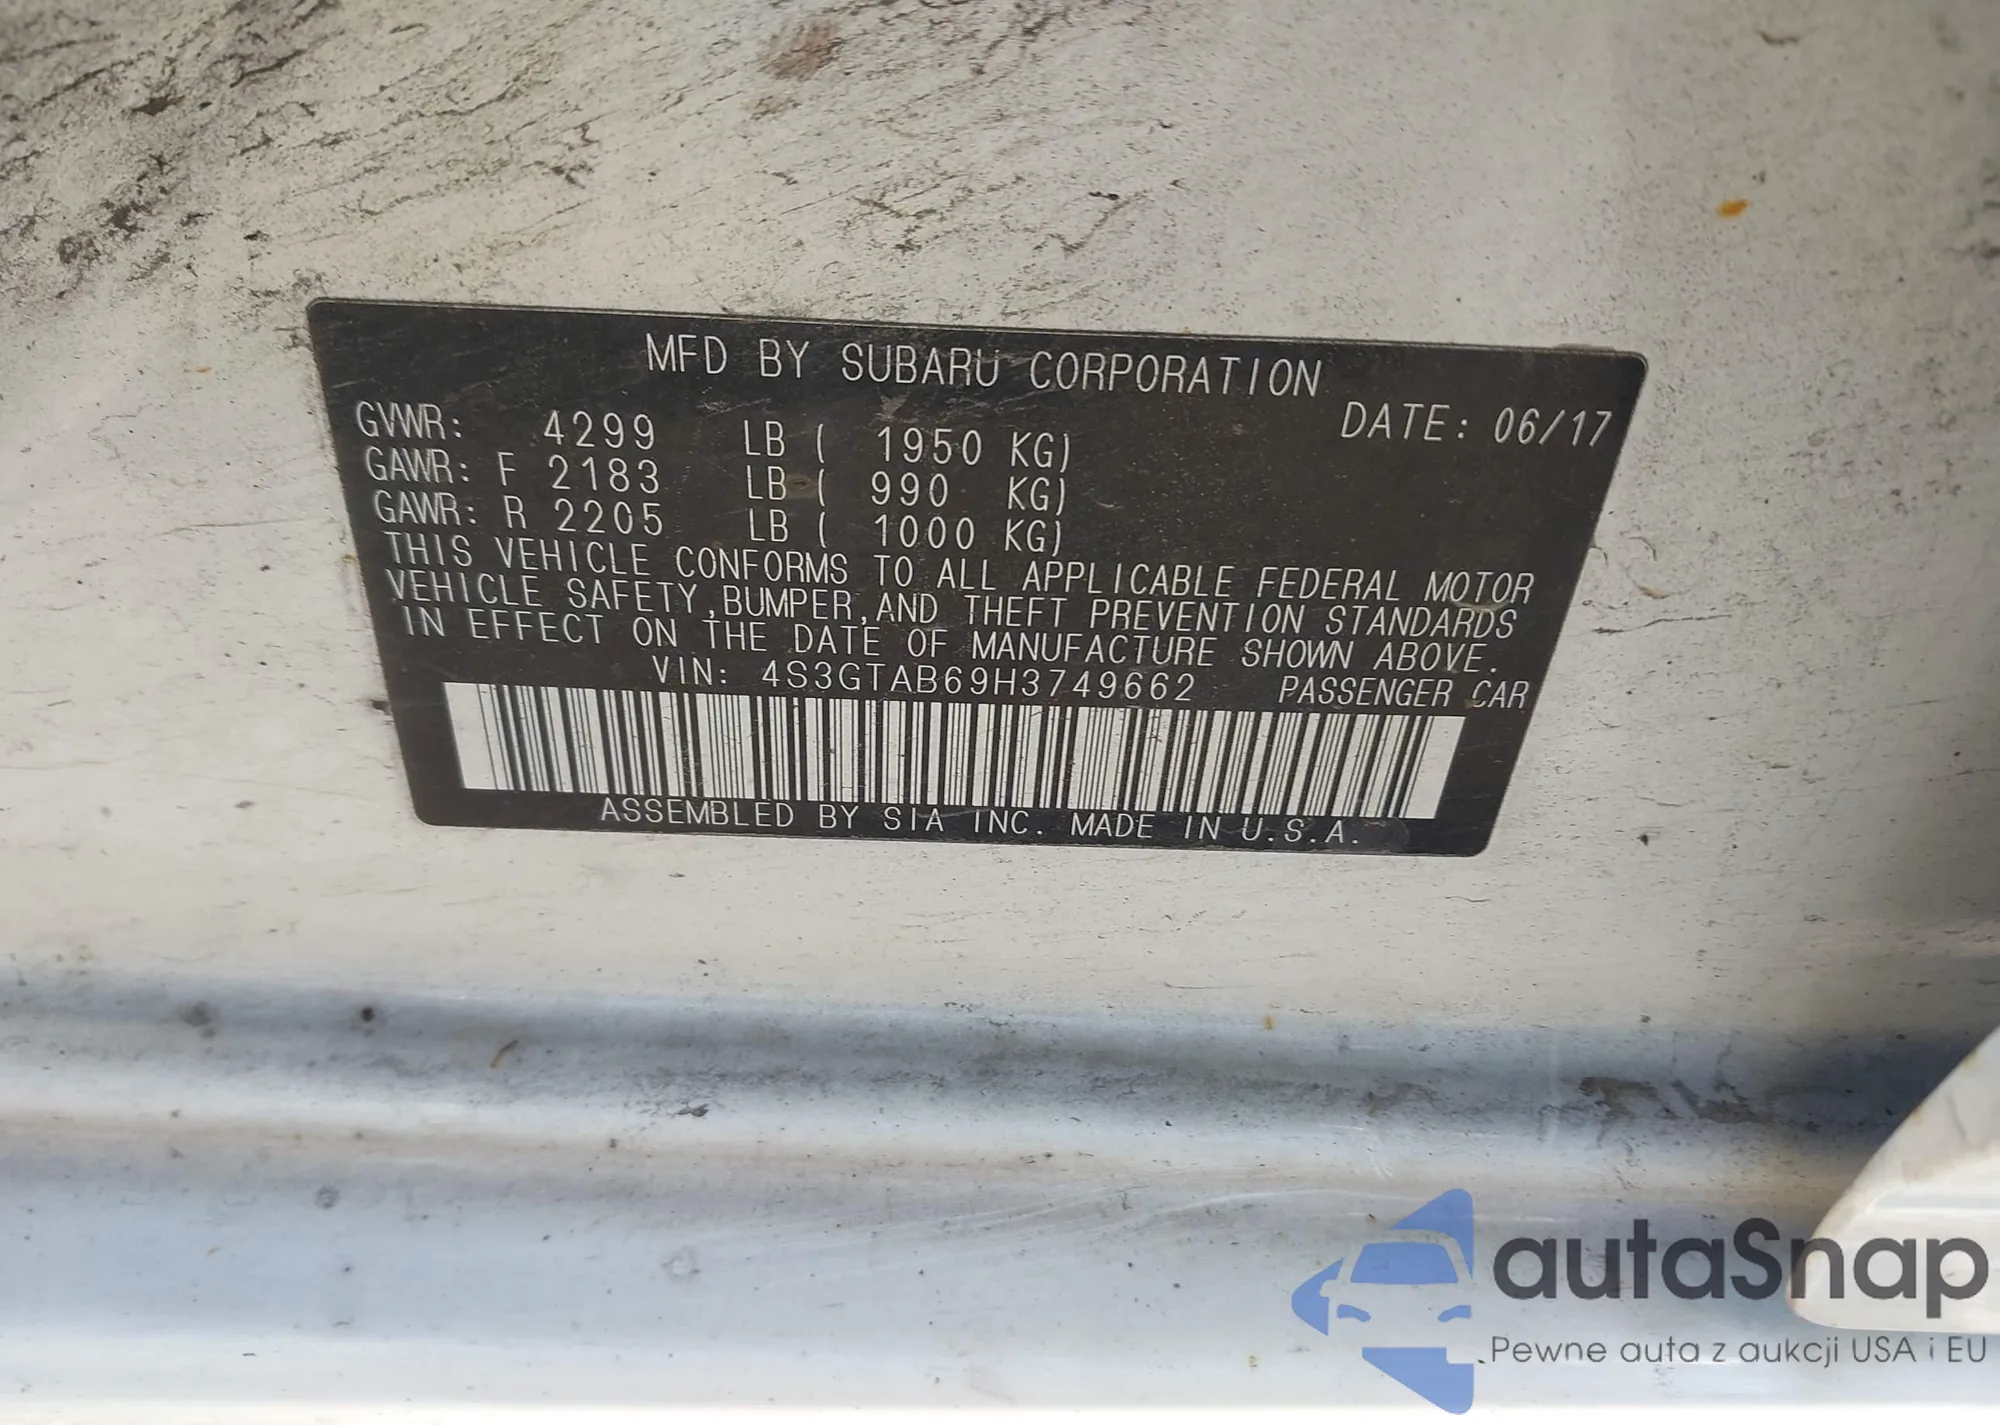 MFD BY SUBARU CORPORATION
DATE: 06/17
GVWR: 4299 LB ( 1950 KG)
GAWR: F 2183 LB ( 990 KG)
GAWR: R 2205 LB ( 1000 KG)
THIS VEHICLE CONFORMS TO ALL APPLICABLE FEDERAL MOTOR
VEHICLE SAFETY,BUMPER,AND THEFT PREVENTION STANDARDS
IN EFFECT ON THE DATE OF MANUFACTURE SHOWN ABOVE.
VIN: 4S3GTAB69H3749662 PASSENGER CAR
ASSEMBLED BY SIA INC. MADE IN U.S.A.
autaSnap
Pewne auta z aukcji USA i EU